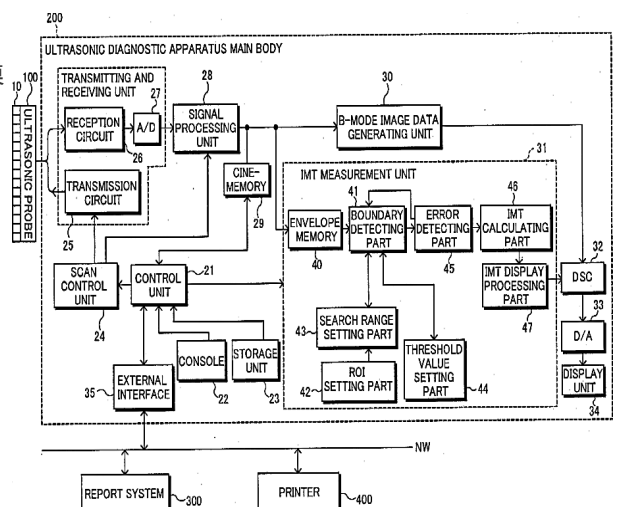 200
ULTRASONIC DIAGNOSTIC APPARATUS MAIN BODY
10
100
ULTRASONIC PROBE
TRANSMITTING AND
RECEIVING UNIT
27
RECEPTION
CIRCUIT
A/D
26
TRANSMISSION
CIRCUIT
25
28
SIGNAL
PROCESSING
UNIT
CINE-
MEMORY
29
30
B-MODE IMAGE DATA
GENERATING UNIT
31
IMT MEASUREMENT UNIT
ENVELOPE
MEMORY
40
41
BOUNDARY
DETECTING
PART
ERROR
DETECTING
PART
45
46
IMT
CALCULATING
PART
IMT DISPLAY
PROCESSING
PART
47
32
DSC
33
D/A
DISPLAY
UNIT
34
SCAN
CONTROL
UNIT
24
21
CONTROL
UNIT
43
SEARCH RANGE
SETTING PART
42
ROI
SETTING PART
THRESHOLD
VALUE
SETTING
PART
44
35
EXTERNAL
INTERFACE
CONSOLE
22
STORAGE
UNIT
23
NW
REPORT SYSTEM
300
PRINTER
400